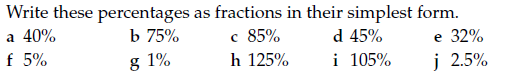 Write these percentages as fractions in their simplest form.
a 40% b 75% c 85% d 45% e 32%
f 5% g 1% h 125% i 105% j 2.5%